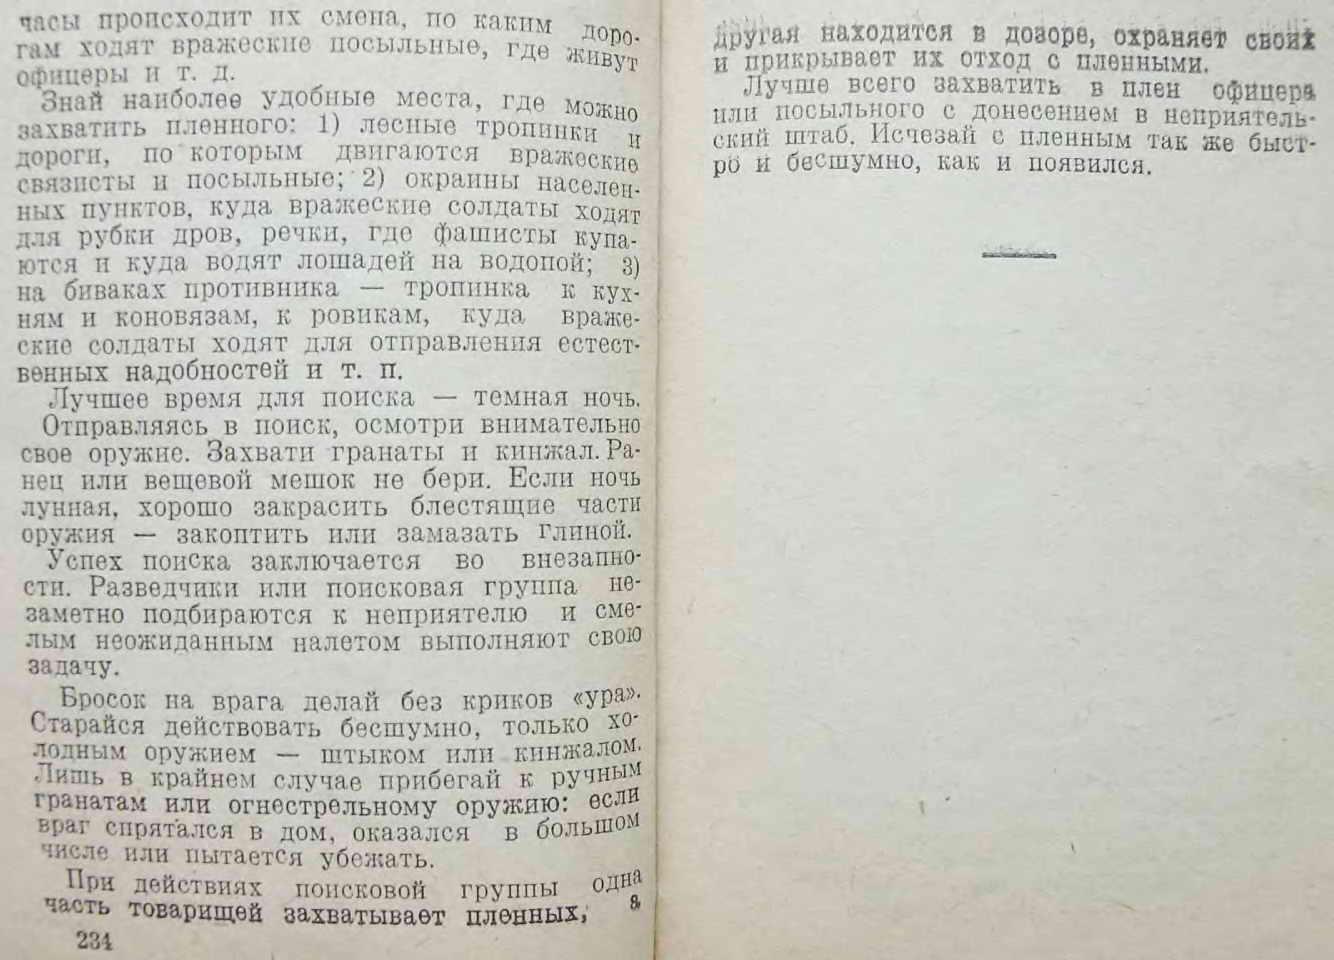 часы происходит их смена, по каким доро-
гам ходят вражеские посыльные, где живут
офицеры и т. д.
Знай наиболее удобные места, где можно
захватить пленного: 1) лесные тропинки и
дороги, по которым двигаются вражеские
связисты и посыльные; 2) окраины населен-
ных пунктов, куда вражеские солдаты ходят
для рубки дров, речки, где фашисты купа-
ются и куда водят лошадей на водопой; 3)
на биваках противника — тропинка к кух-
ням и коновязам, к ровикам, куда враже-
ские солдаты ходят для отправления естест-
венных надобностей и т. п.
Лучшее время для поиска — темная ночь.
Отправляясь в поиск, осмотри внимательно
свое оружие. Захвати гранаты и кинжал. Ра-
нец или вещевой мешок не бери. Если ночь
лунная, хорошо закрасить блестящие части
оружия — закоптить или замазать глиной.
Успех поиска заключается во внезапно-
сти. Разведчики или поисковая группа не-
заметно подбираются к неприятелю и сме-
лым неожиданным налетом выполняют свою
задачу.
Бросок на врага делай без криков «ура».
Старайся действовать бесшумно, только хо-
лодным оружием — штыком или кинжалом.
Лишь в крайнем случае прибегай к ручным
гранатам или огнестрельному оружию: если
враг спрятался в дом, оказался в большом
числе или пытается убежать.
При действиях поисковой группы одна
часть товарищей захватывает пленных, а
234
другая находится в дозоре, охраняет своих
и прикрывает их отход с пленными.
Лучше всего захватить в плен офицера
или посыльного с донесением в неприятель-
ский штаб. Исчезай с пленным так же быст-
ро и бесшумно, как и появился.